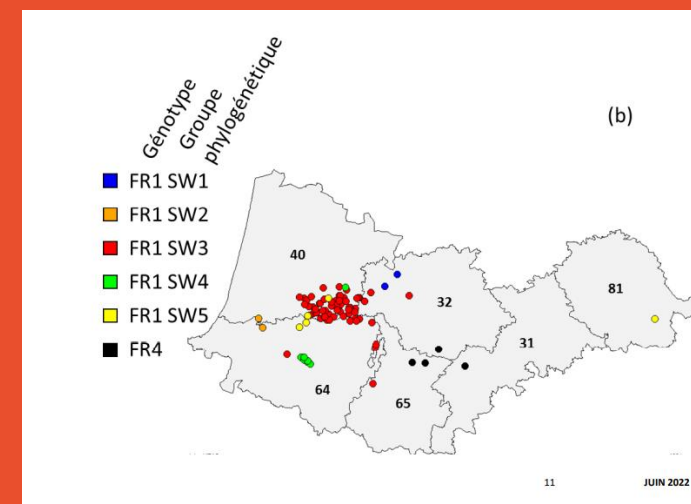 Génotype
Groupe
phylogénétique
(b)
FR1 SW1
FR1 SW2
FR1 SW3
FR1 SW4
FR1 SW5
FR4
40
32
81
31
64
65
11 JUIN 2022